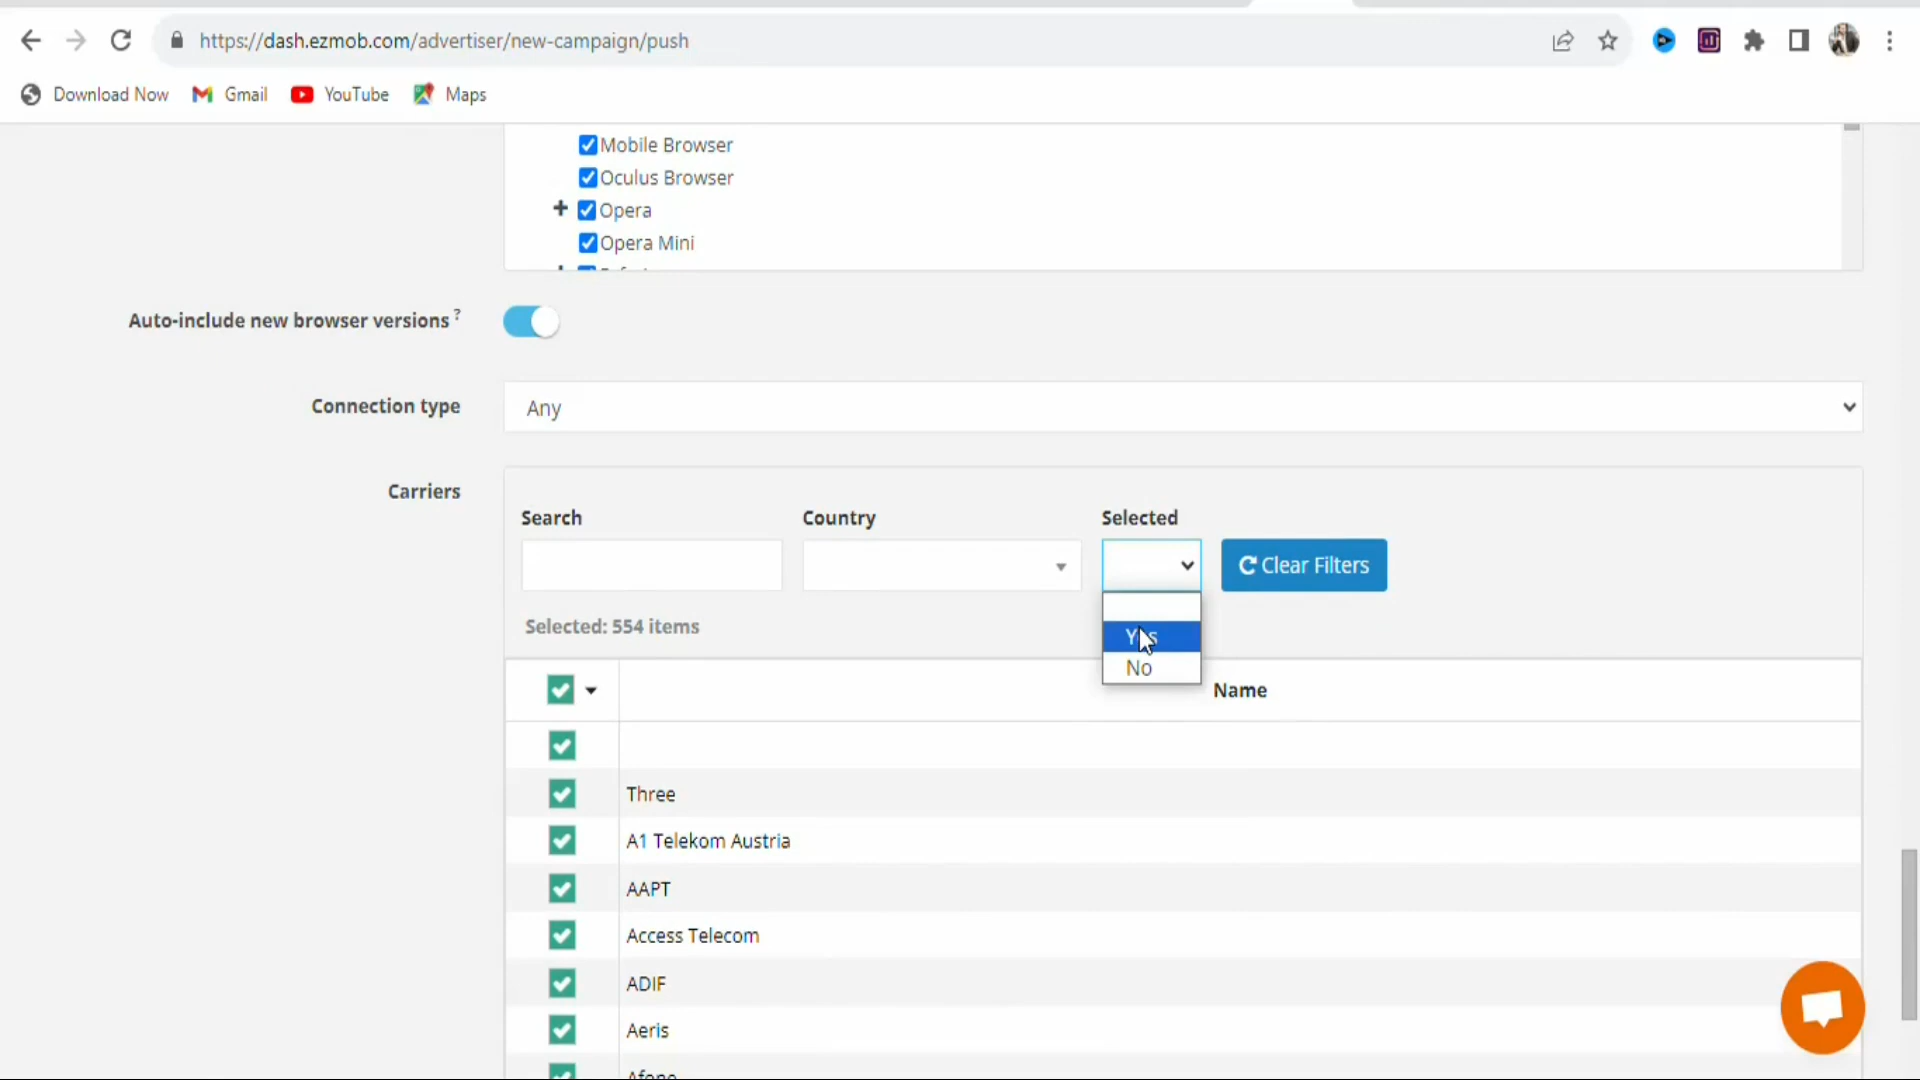 https://dash.ezmob.com/advertiser/new-campaign/push
Download Now Gmail YouTube Maps
Mobile Browser
Oculus Browser
Opera
Opera Mini
Auto-include new browser versions ?
Connection type Any
Carriers
Search Country Selected
Clear Filters
Selected: 554 items
Yes
No
Name
Three
A1 Telekom Austria
AAPT
Access Telecom
ADIF
Aeris